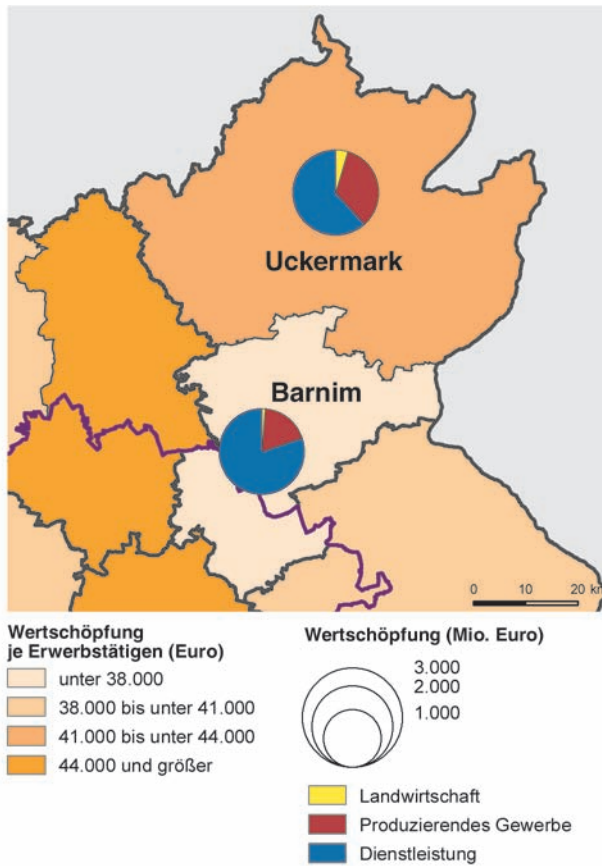 Uckermark
Barnim
0 10 20 km
Wertschöpfung
je Erwerbstätigen (Euro)
unter 38.000
38.000 bis unter 41.000
41.000 bis unter 44.000
44.000 und größer
Wertschöpfung (Mio. Euro)
3.000
2.000
1.000
Landwirtschaft
Produzierendes Gewerbe
Dienstleistung